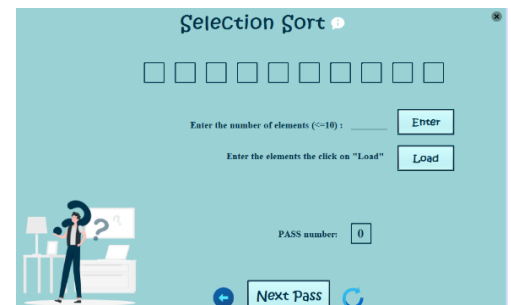 Selection Sort
Enter the number of elements (<=10) : ______ Enter
Enter the elements the click on "Load" Load
PASS number: 0
Next Pass